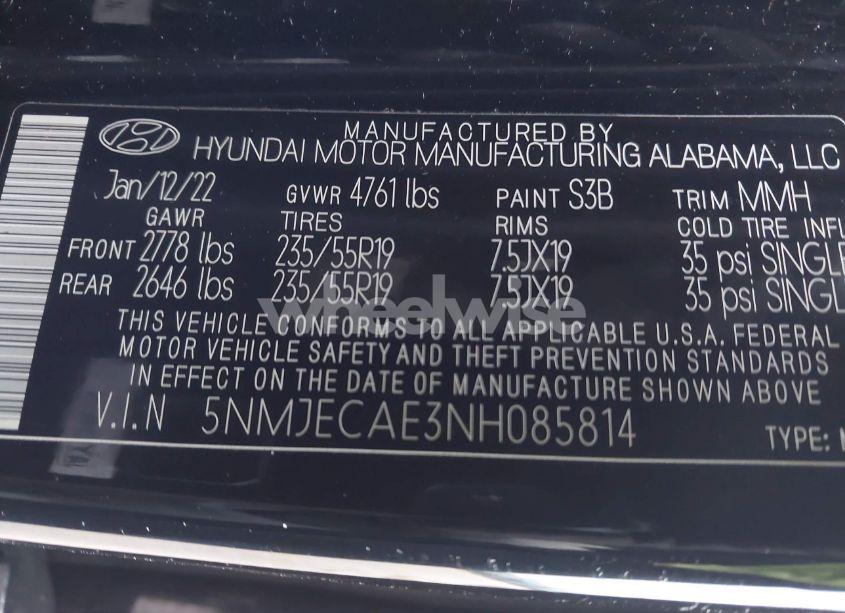 MANUFACTURED BY
HYUNDAI MOTOR MANUFACTURING ALABAMA, LLC
Jan/12/22 GVWR 4761 lbs PAINT S3B TRIM MMH
GAWR TIRES RIMS COLD TIRE INFL
FRONT 2778 lbs 235/55R19 7.5JX19 35 psi SINGLE
REAR 2646 lbs 235/55R19 7.5JX19 35 psi SINGLE
wheelwise
THIS VEHICLE CONFORMS TO ALL APPLICABLE U.S.A. FEDERAL
MOTOR VEHICLE SAFETY AND THEFT PREVENTION STANDARDS
IN EFFECT ON THE DATE OF MANUFACTURE SHOWN ABOVE
V.I.N 5NMJECAE3NH085814
TYPE: